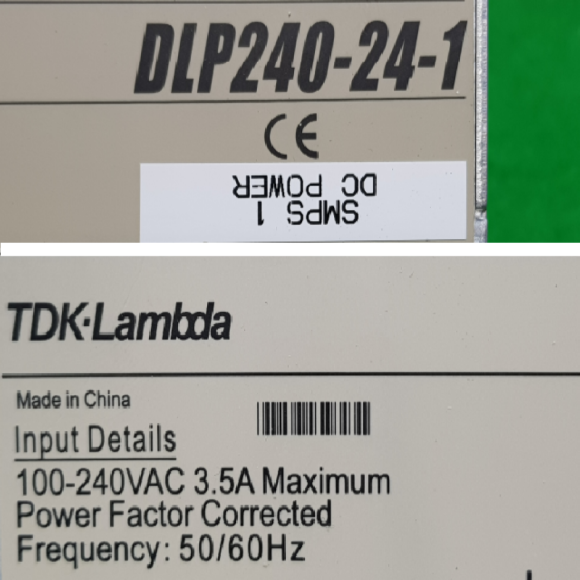 DLP240-24-1
CE
SMPS 1
DC POWER
TDK·Lambda
Made in China
Input Details
100-240VAC 3.5A Maximum
Power Factor Corrected
Frequency: 50/60Hz